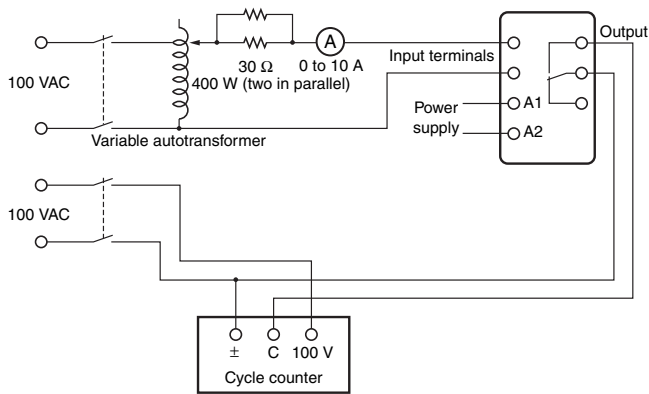 Output
A
Input terminals
30 Ω
0 to 10 A
400 W (two in parallel)
100 VAC
Power
supply
A1
A2
Variable autotransformer
100 VAC
±
C
100 V
Cycle counter